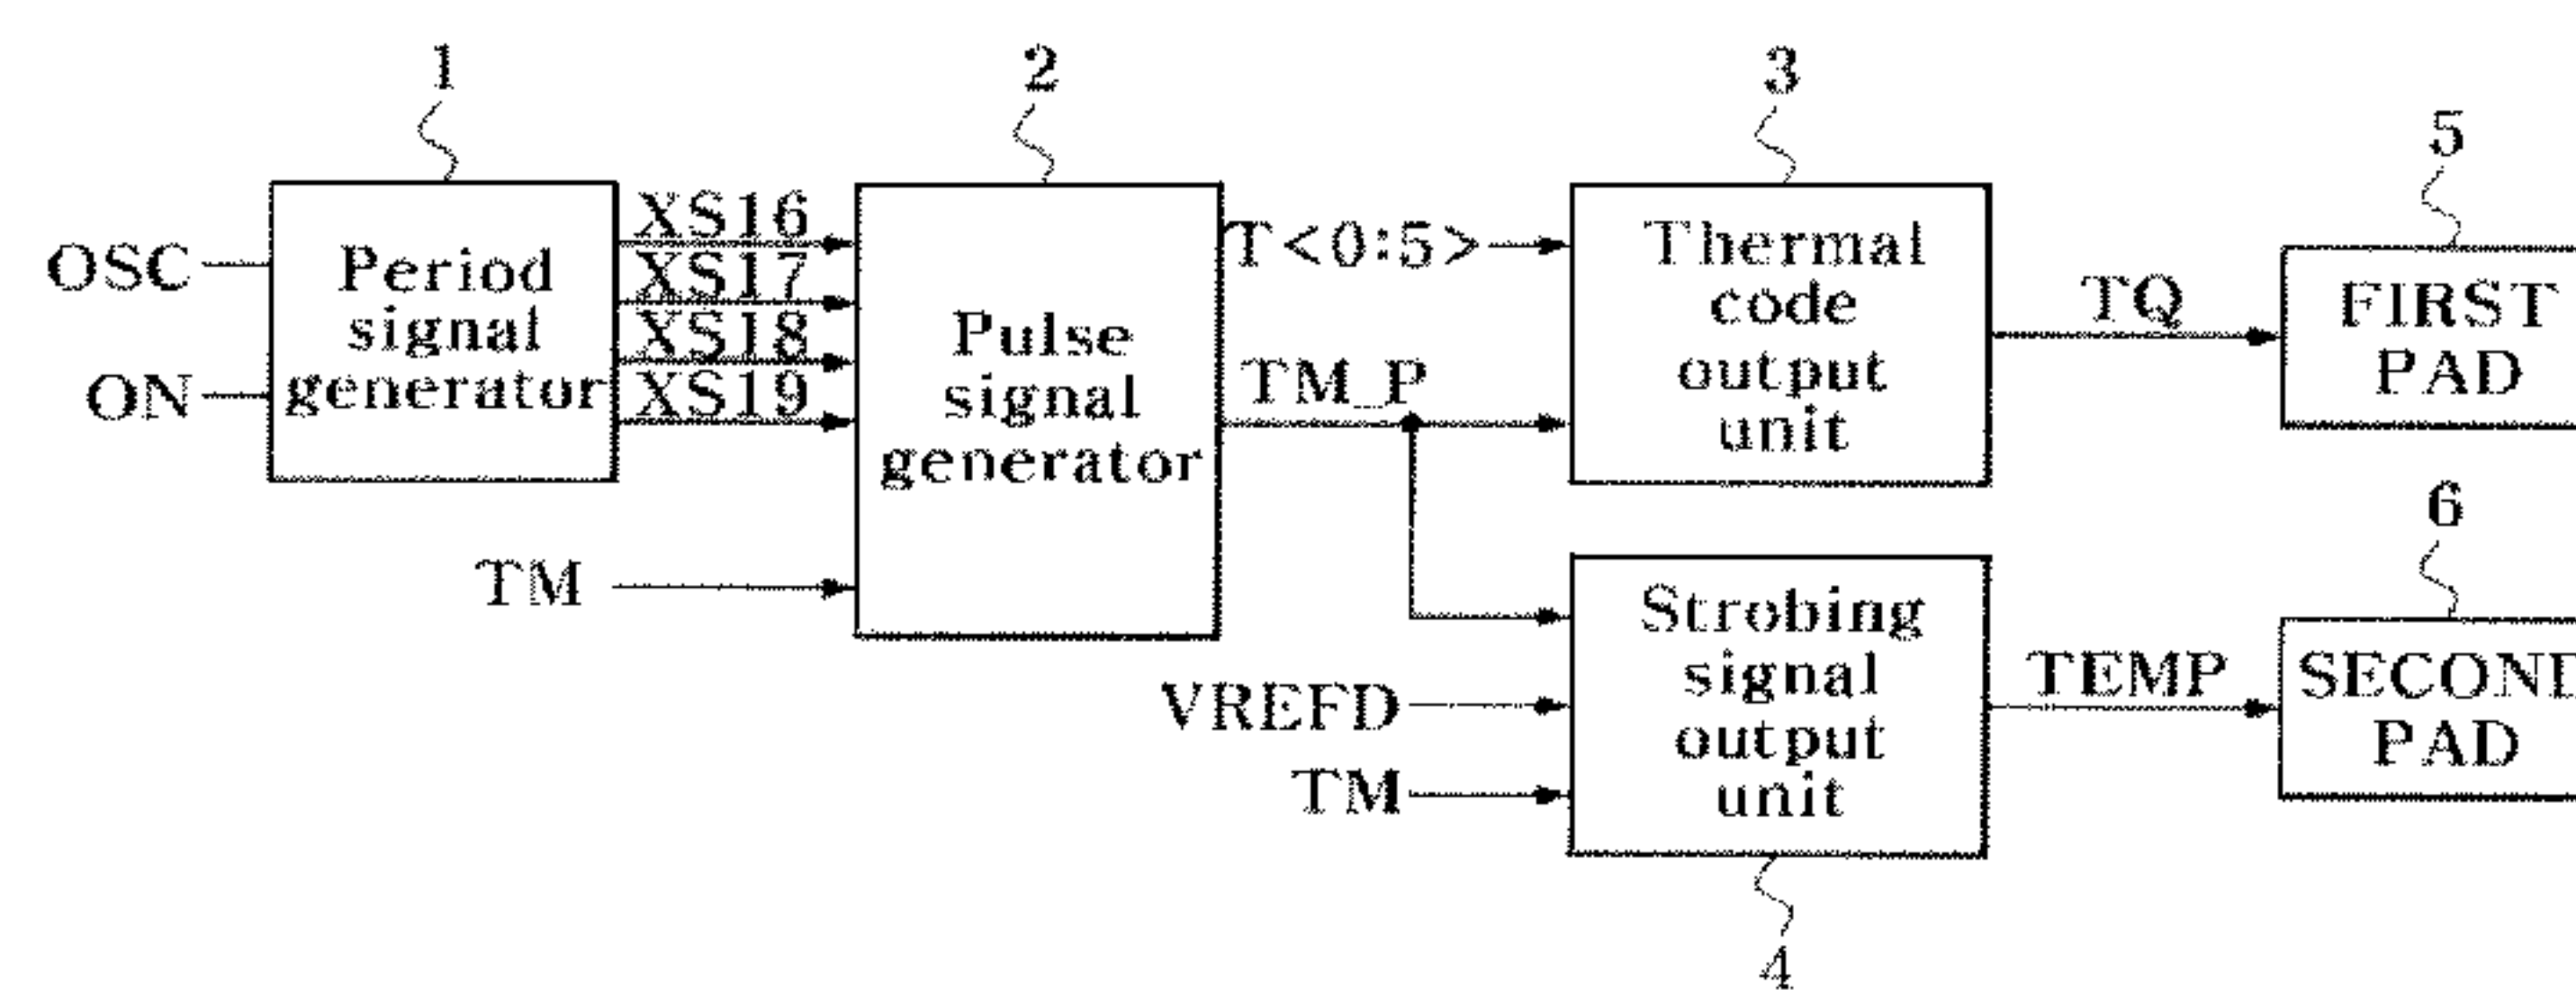 1
2
3
5
OSC
ON
Period
signal
generator
XS16
XS17
XS18
XS19
TM
Pulse
signal
generator
T<0:5>
TM_P
Thermal
code
output
unit
TQ
FIRST
PAD
6
VREFD
TM
Strobing
signal
output
unit
TEMP
SECOND
PAD
4